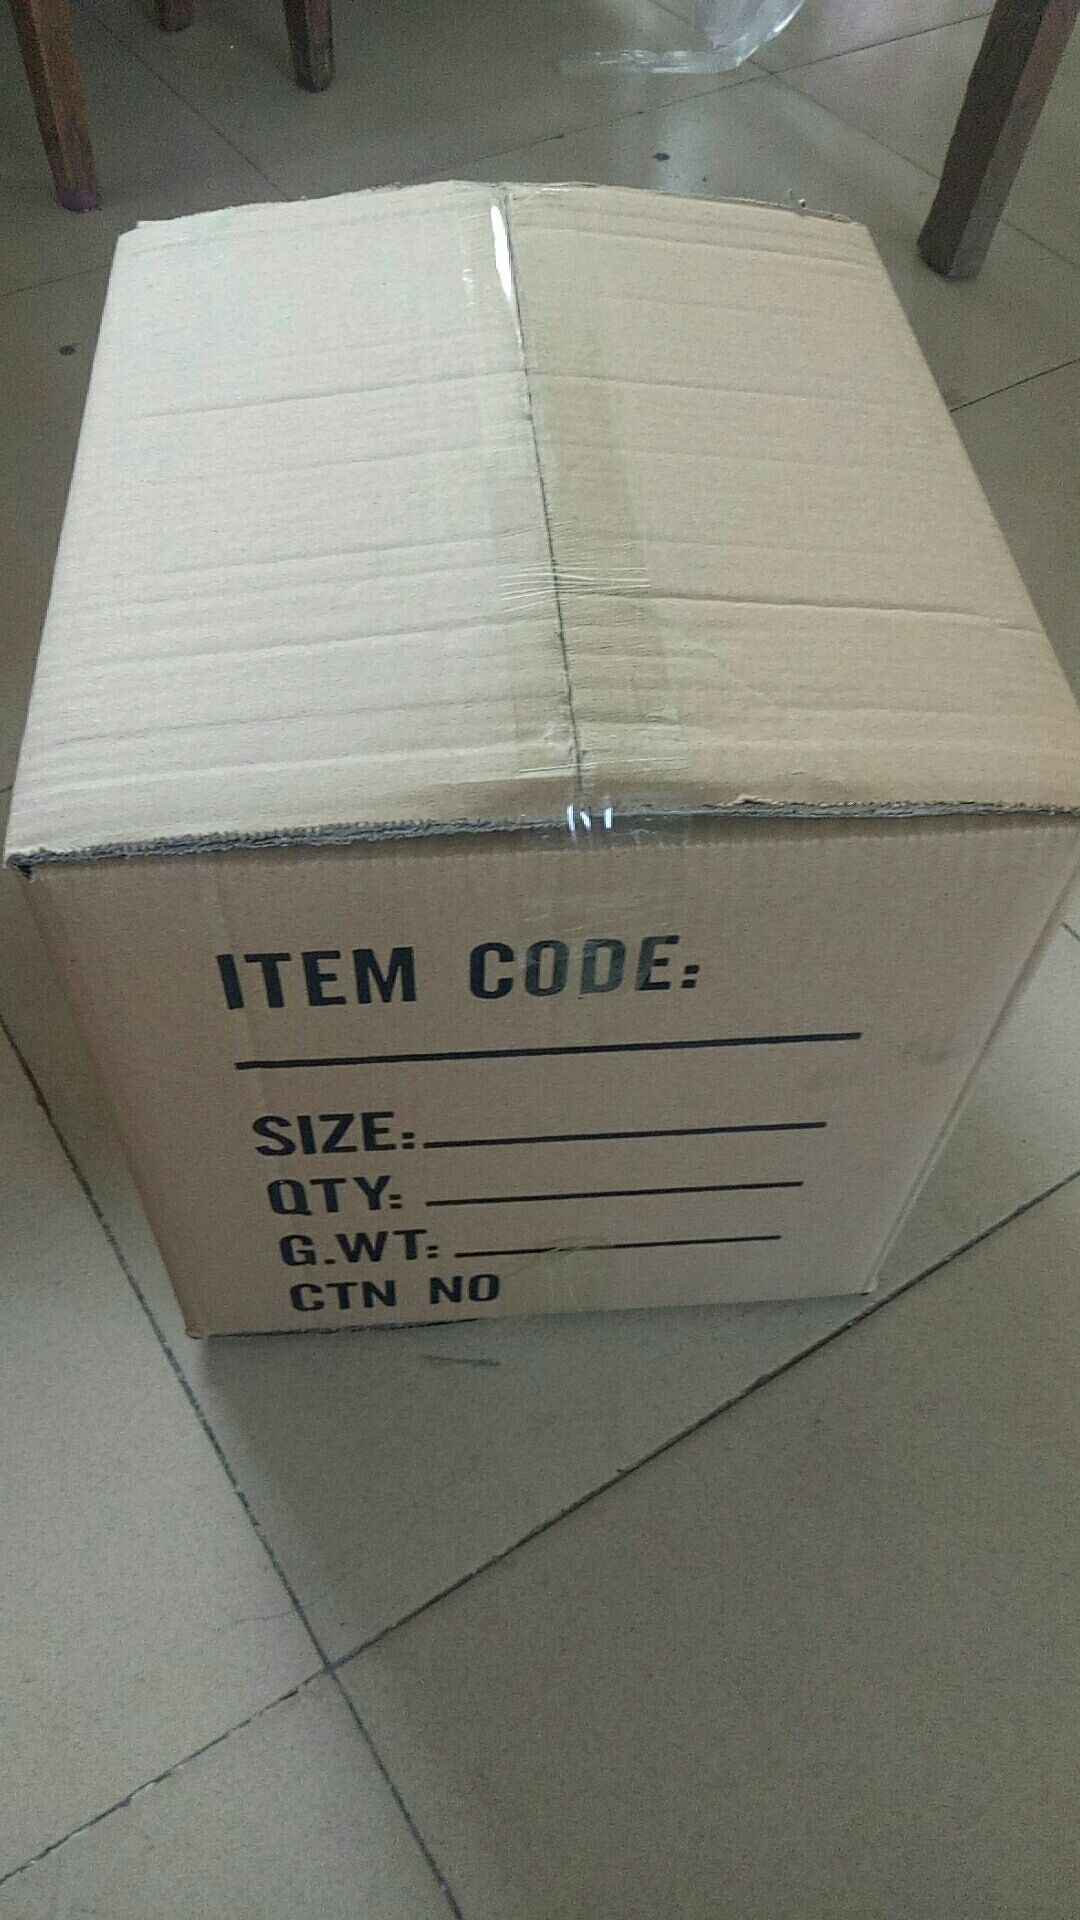 ITEM CODE:
SIZE:
QTY:
G.WT:
CTN NO